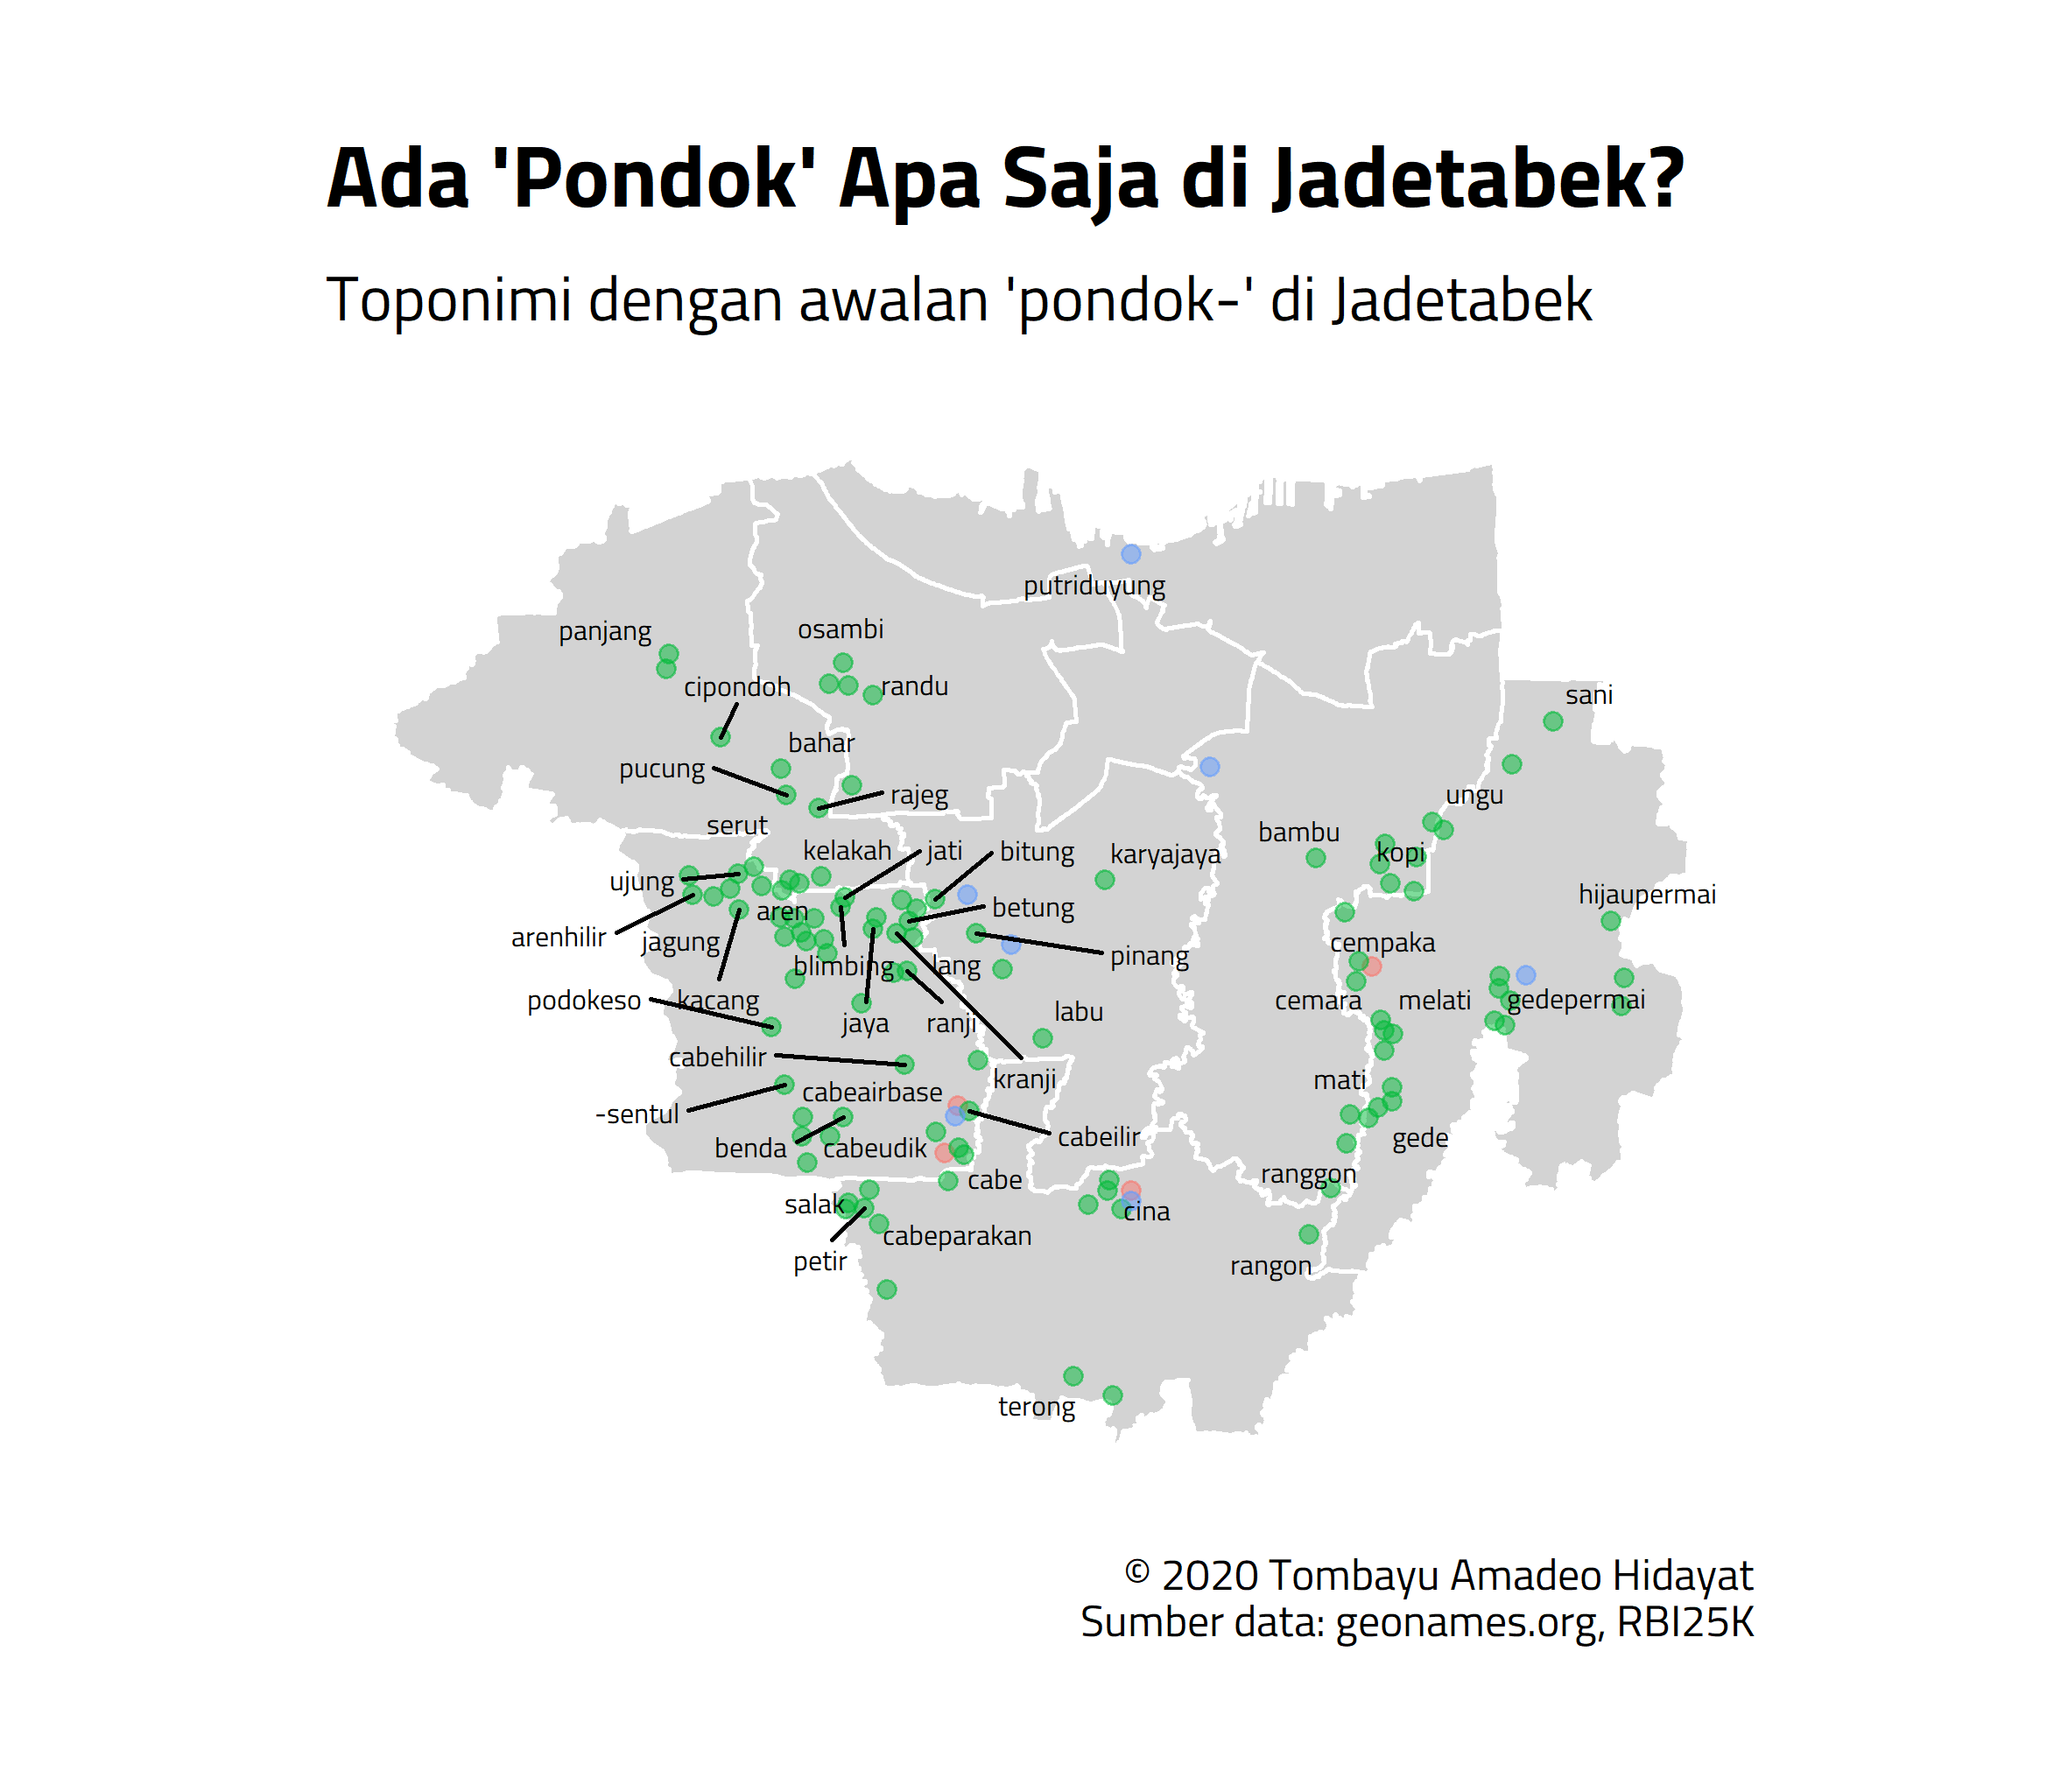 Ada 'Pondok' Apa Saja di Jadetabek?
Toponimi dengan awalan 'pondok-' di Jadetabek
putriduyung
panjang
osambi
cipondoh
randu
sani
bahar
pucung
rajeg
ungu
serut
bambu
kelakah
jati
bitung
karyajaya
kopi
ujung
hijaupermai
aren
betung
arenhilir
jagung
cempaka
blimbing
lang
pinang
podokeso
kacang
cemara
melati
gedepermai
jaya
ranji
labu
cabehilir
kranji
mati
cabeairbase
-sentul
cabeilir
gede
benda
cabeudik
ranggon
cabe
salak
cina
cabeparakan
petir
rangon
terong
© 2020 Tombayu Amadeo Hidayat
Sumber data: geonames.org, RBI25K